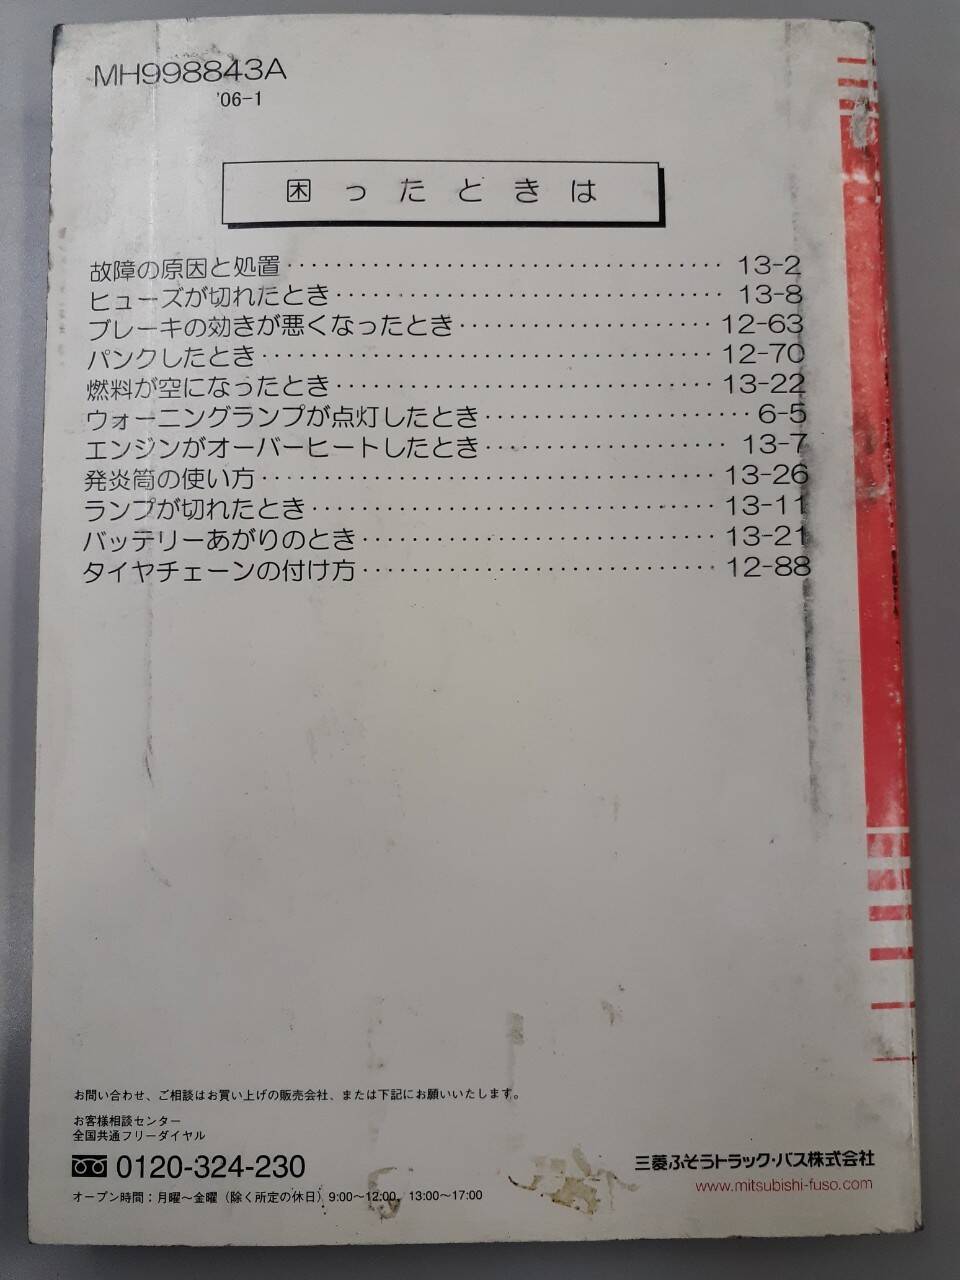 MH998843A
'06-1
困ったときは
故障の原因と処置・・・・・・・・・・・・・・・・・・・・・・・・・・・・・・・・・・・・ 13-2
ヒューズが切れたとき・・・・・・・・・・・・・・・・・・・・・・・・・・・・・・・・ 13-8
ブレーキの効きが悪くなったとき・・・・・・・・・・・・・・・・・・・・・ 12-63
パンクしたとき・・・・・・・・・・・・・・・・・・・・・・・・・・・・・・・・・・・・・ 12-70
燃料が空になったとき・・・・・・・・・・・・・・・・・・・・・・・・・・・・・・・ 13-22
ウォーニングランプが点灯したとき・・・・・・・・・・・・・・・・・・・・・・ 6-5
エンジンがオーバーヒートしたとき・・・・・・・・・・・・・・・・・・・・ 13-7
発炎筒の使い方・・・・・・・・・・・・・・・・・・・・・・・・・・・・・・・・・・・・・ 13-26
ランプが切れたとき・・・・・・・・・・・・・・・・・・・・・・・・・・・・・・・・・ 13-11
バッテリーあがりのとき・・・・・・・・・・・・・・・・・・・・・・・・・・・・・ 13-21
タイヤチェーンの付け方・・・・・・・・・・・・・・・・・・・・・・・・・・・・・ 12-88
お問い合わせ、ご相談はお買い上げの販売会社、または下記にお願いいたします。
お客様相談センター
全国共通フリーダイヤル
0120-324-230
オープン時間：月曜～金曜（除く所定の休日）9:00～12:00、13:00～17:00
三菱ふそうトラック・バス株式会社
www.mitsubishi-fuso.com